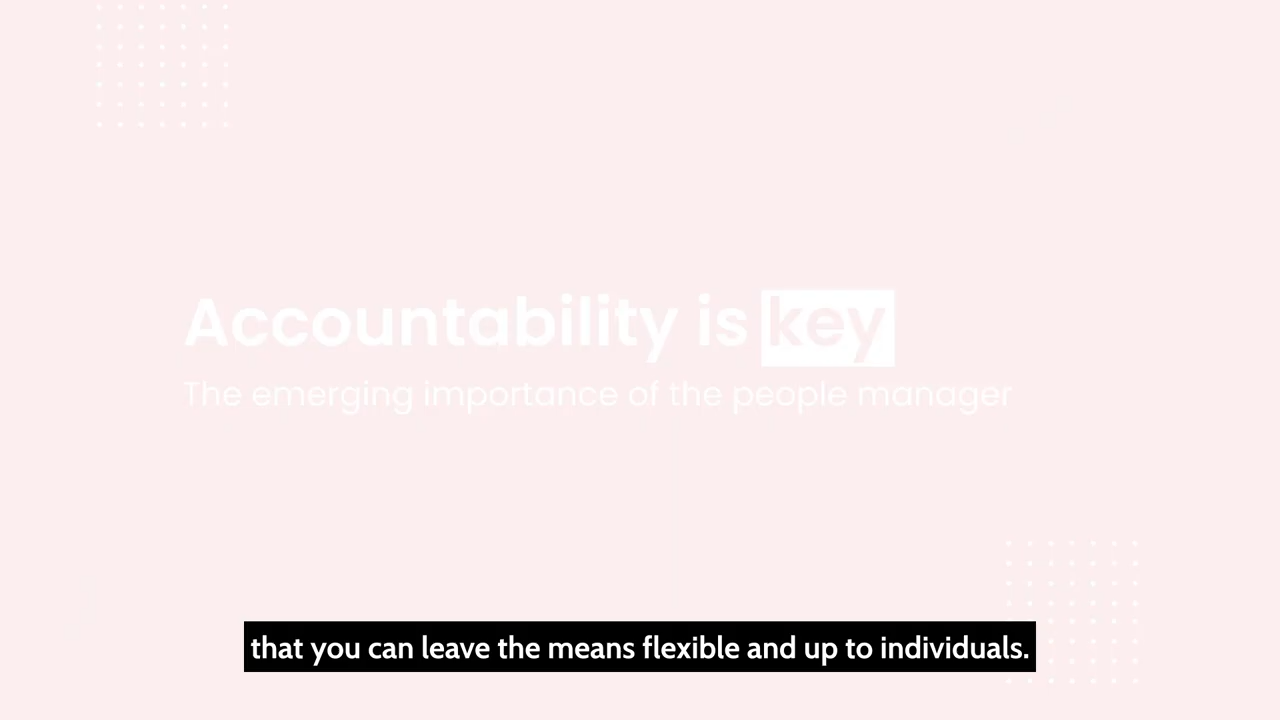 Accountability is key
The emerging importance of the people manager
that you can leave the means flexible and up to individuals.